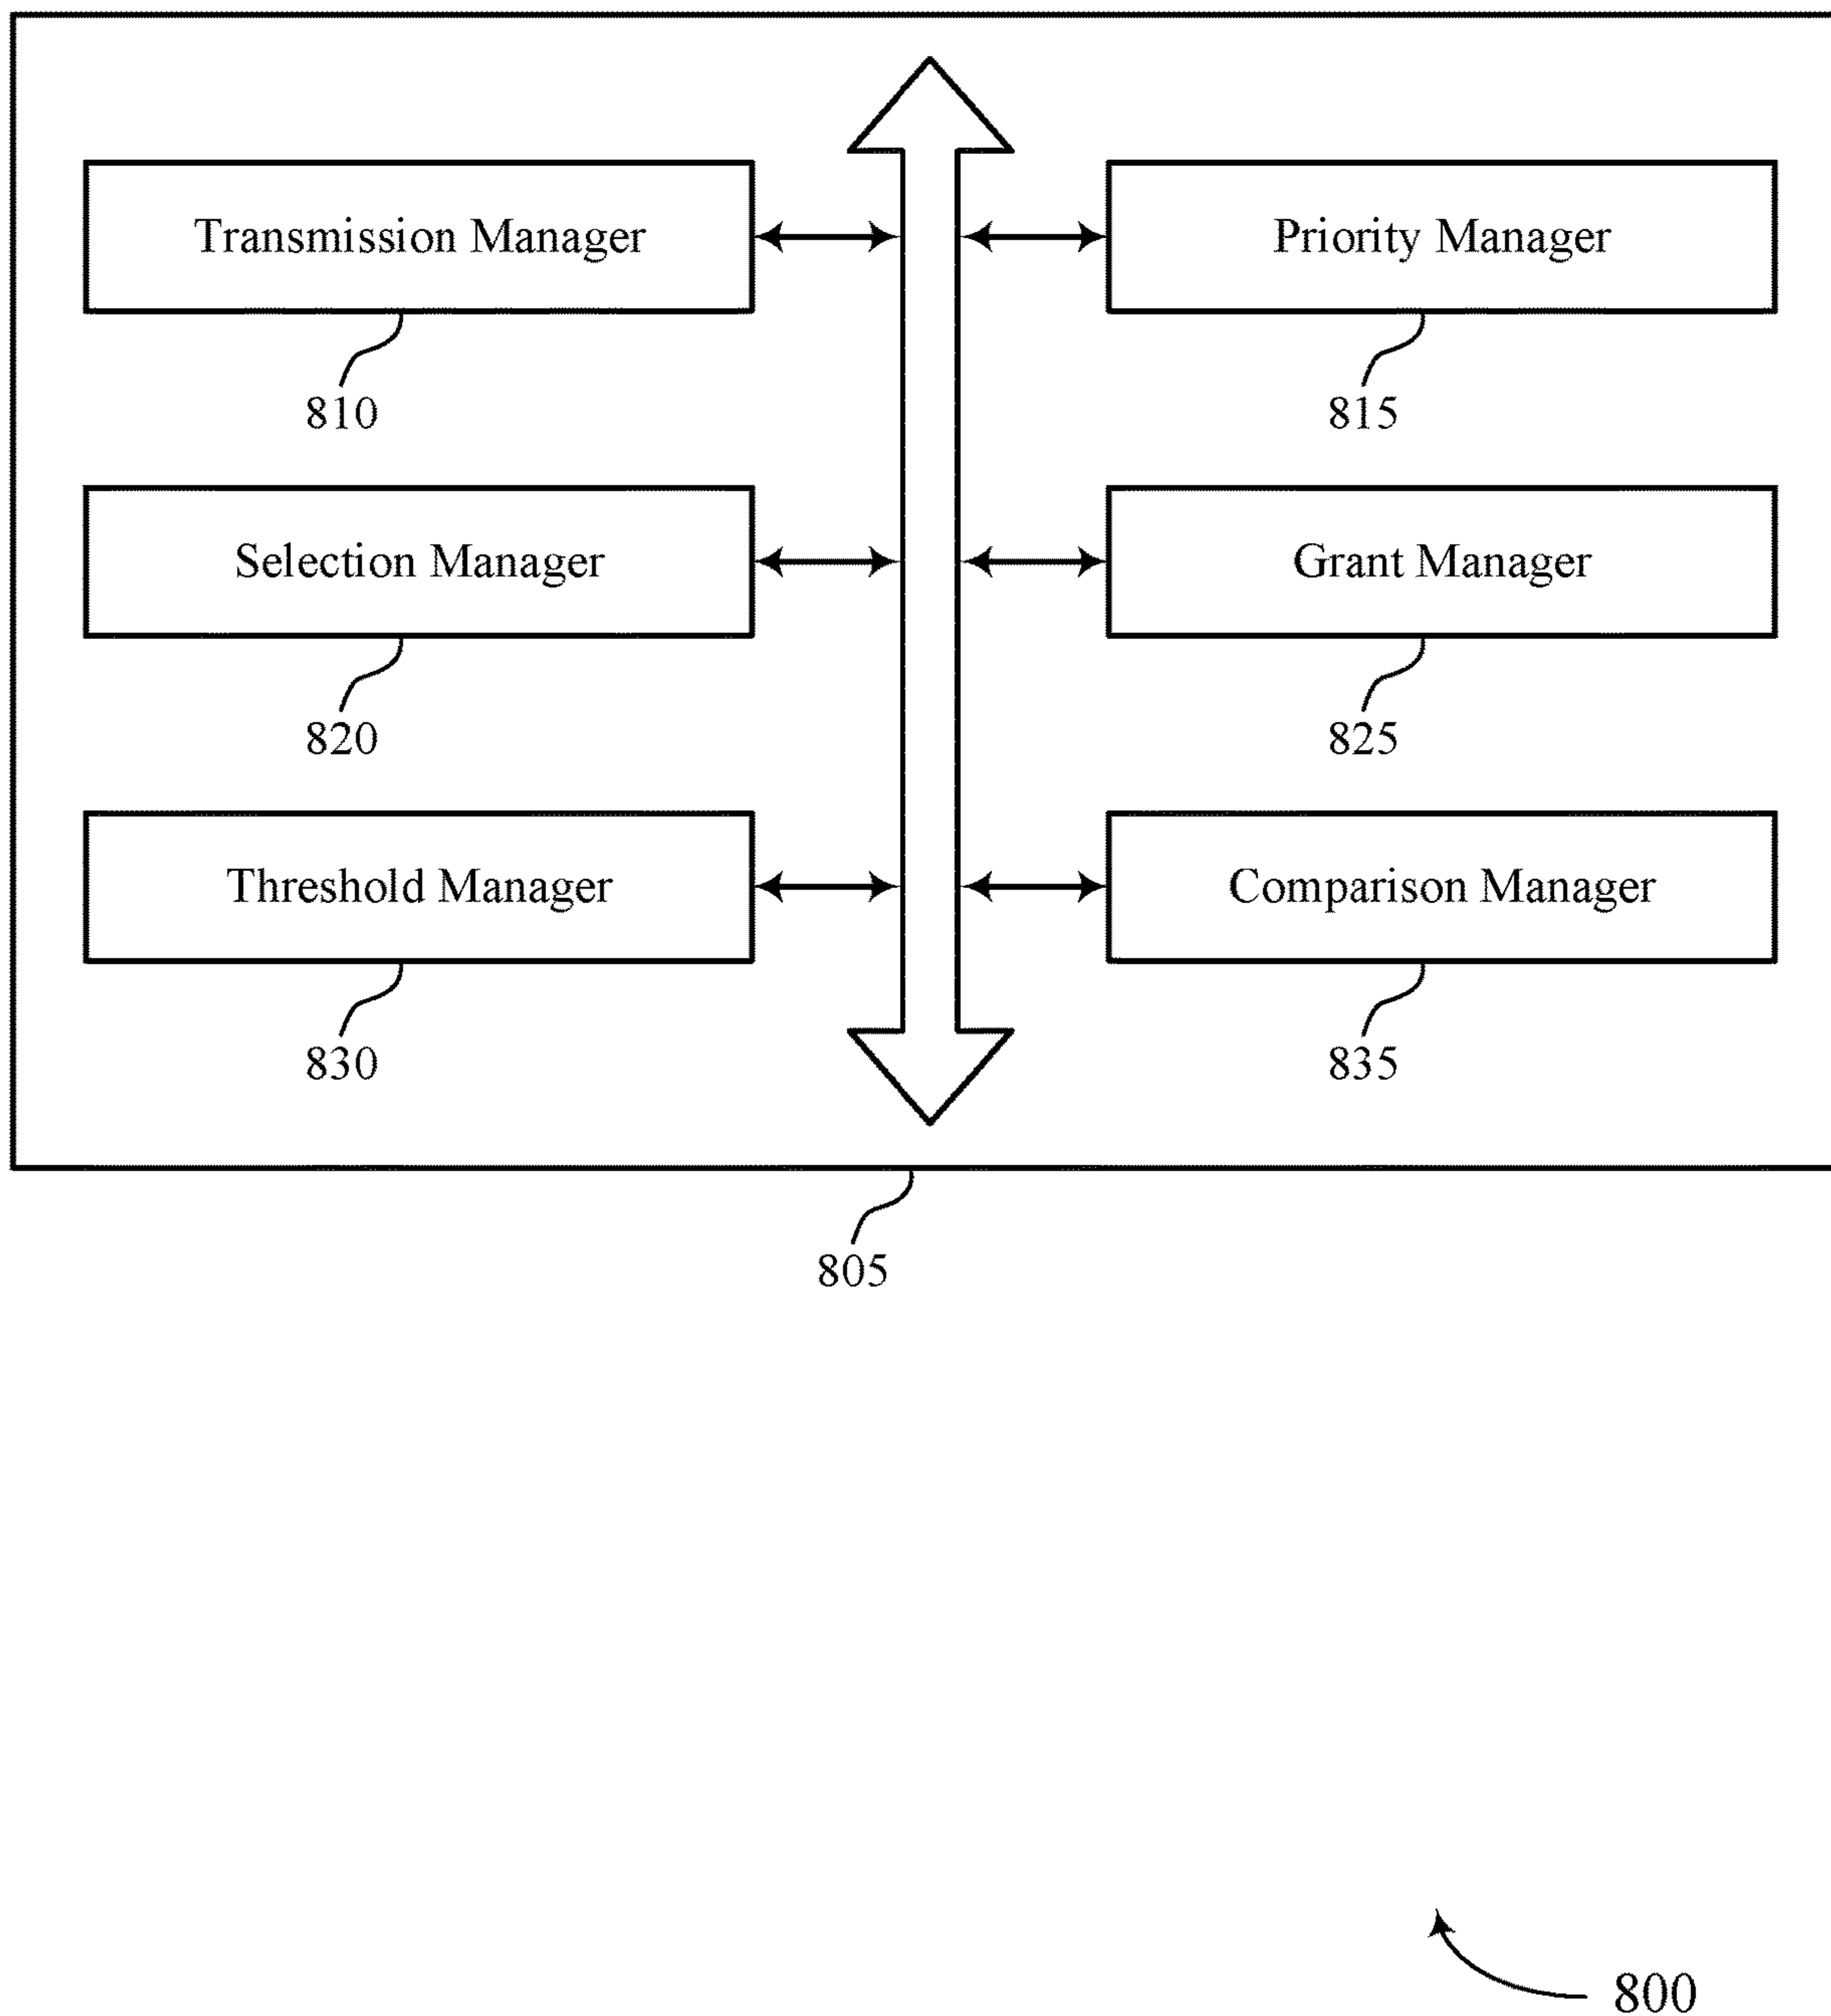 Transmission Manager
Priority Manager
810
815
Selection Manager
Grant Manager
820
825
Threshold Manager
Comparison Manager
830
835
805
800